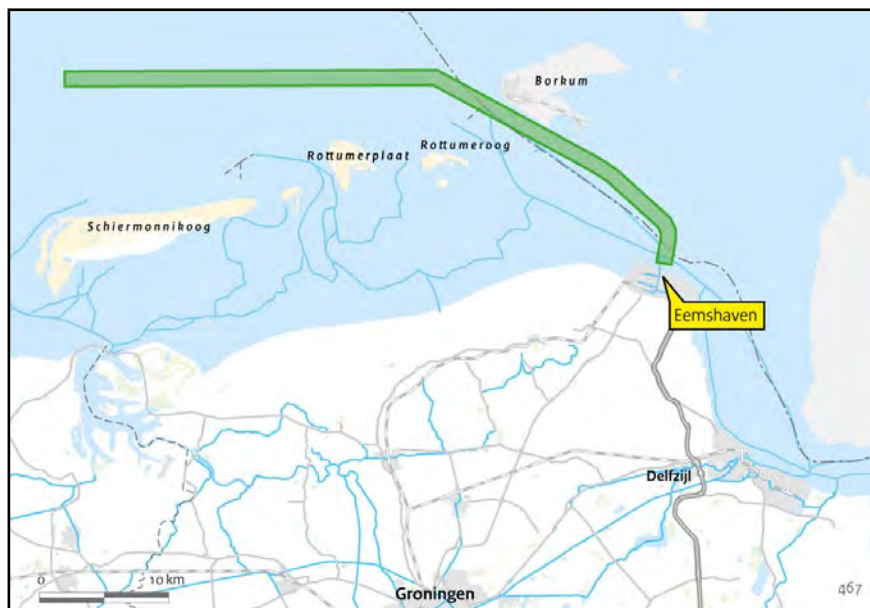 Borkum
Rottumeroog
Rottumerplaat
Schiermonnikoog
Eemshaven
Delfzijl
0 10 km
Groningen
467